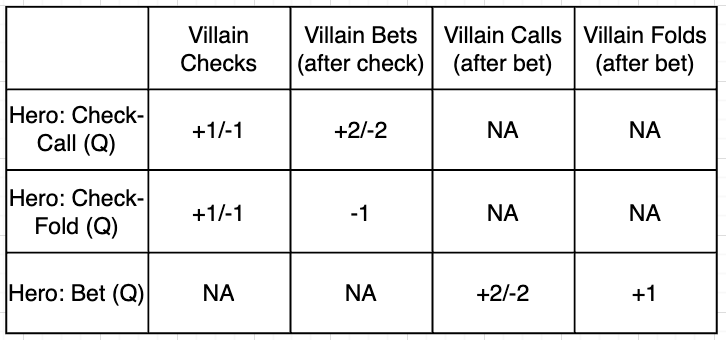 Villain Checks
Villain Bets (after check)
Villain Calls (after bet)
Villain Folds (after bet)
Hero: Check-
Call (Q)
+1/-1
+2/-2
NA
NA
Hero: Check-
Fold (Q)
+1/-1
-1
NA
NA
Hero: Bet (Q)
NA
NA
+2/-2
+1